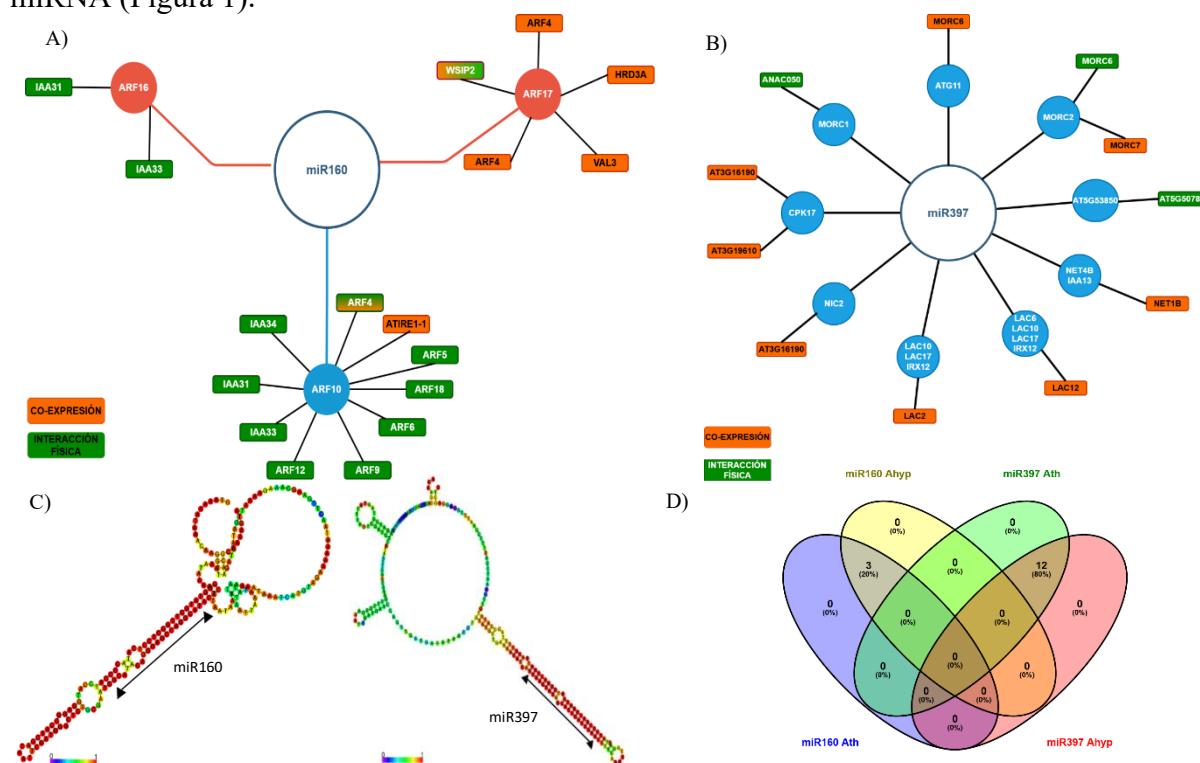 miRNA (Figura 1).
A)
ARF4
ARF16
WSIP2
HRD3A
IAA31
ARF17
IAA33
miR160
ARF4
VAL3
ARF4
IAA34
ATIRE1-1
ARF5
IAA31
ARF10
ARF18
IAA33
ARF6
ARF12
ARF9
CO-EXPRESIÓN
INTERACCIÓN
FÍSICA
B)
MORC6
ANAC050
ATG11
MORC6
MORC1
MORC2
MORC7
AT3G16190
CPK17
miR397
AT5G53850
AT5G5078
AT3G19610
NET4B
IAA13
NIC2
NET1B
LAC6
LAC10
LAC17
IRX12
AT3G16190
LAC10
LAC17
IRX12
LAC12
LAC2
CO-EXPRESIÓN
INTERACCIÓN
FÍSICA
C)
miR160
miR397
0 1
0 1
D)
miR160 Ahyp
miR397 Ath
0
(0%)
0
(0%)
3
(20%)
0
(0%)
12
(80%)
0
(0%)
0
(0%)
0
(0%)
0
(0%)
0
(0%)
0
(0%)
0
(0%)
0
(0%)
0
(0%)
0
(0%)
miR160 Ath
miR397 Ahyp